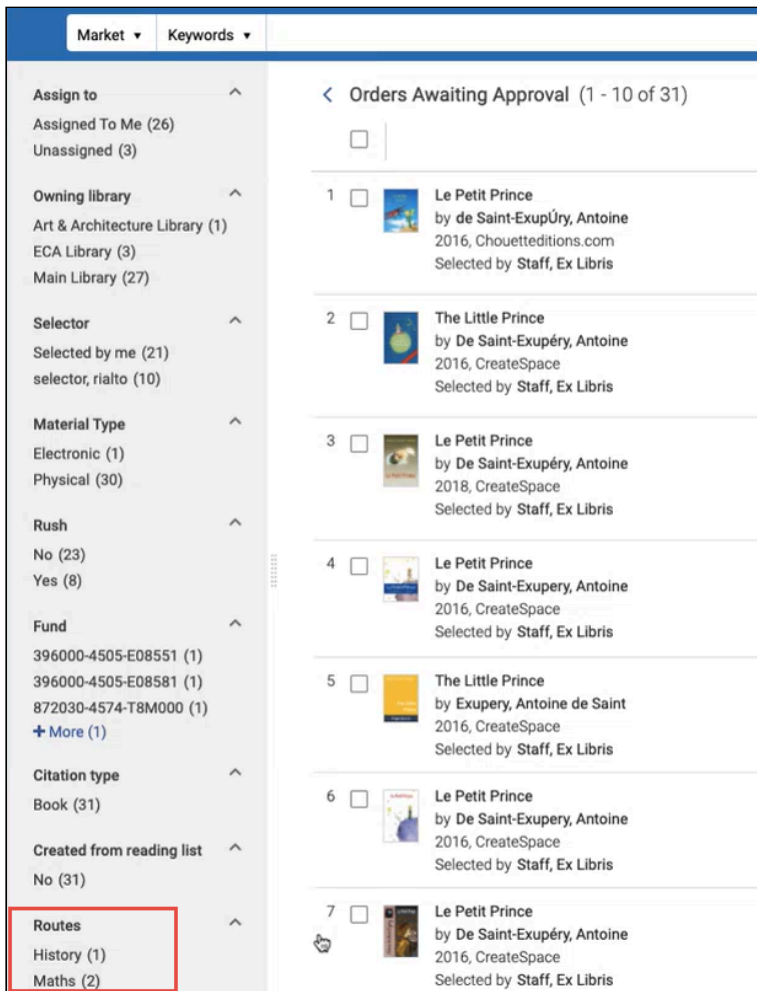 Market ▾ Keywords ▾
Assign to
Assigned To Me (26)
Unassigned (3)
Owning library
Art & Architecture Library (1)
ECA Library (3)
Main Library (27)
Selector
Selected by me (21)
selector, rialto (10)
Material Type
Electronic (1)
Physical (30)
Rush
No (23)
Yes (8)
Fund
396000-4505-E08551 (1)
396000-4505-E08581 (1)
872030-4574-T8M000 (1)
+ More (1)
Citation type
Book (31)
Created from reading list
No (31)
Routes
History (1)
Maths (2)
Orders Awaiting Approval (1 - 10 of 31)
1 Le Petit Prince
by de Saint-ExupÚry, Antoine
2016, Chouetteditions.com
Selected by Staff, Ex Libris
2 The Little Prince
by De Saint-Exupéry, Antoine
2016, CreateSpace
Selected by Staff, Ex Libris
3 Le Petit Prince
by De Saint-Exupéry, Antoine
2018, CreateSpace
Selected by Staff, Ex Libris
4 Le Petit Prince
by De Saint-Exupery, Antoine
2016, CreateSpace
Selected by Staff, Ex Libris
5 The Little Prince
by Exupery, Antoine de Saint
2016, CreateSpace
Selected by Staff, Ex Libris
6 Le Petit Prince
by De Saint-Exupery, Antoine
2016, CreateSpace
Selected by Staff, Ex Libris
7 Le Petit Prince
by De Saint-Exupéry, Antoine
2016, CreateSpace
Selected by Staff, Ex Libris